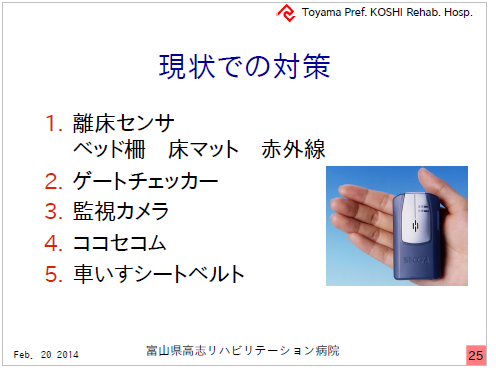 Toyama Pref. KOSHI Rehab. Hosp.
現状での対策
1. 離床センサ
ベッド柵　床マット　赤外線
2. ゲートチェッカー
3. 監視カメラ
4. ココセコム
5. 車いすシートベルト
Feb. 20 2014
富山県高志リハビリテーション病院
25